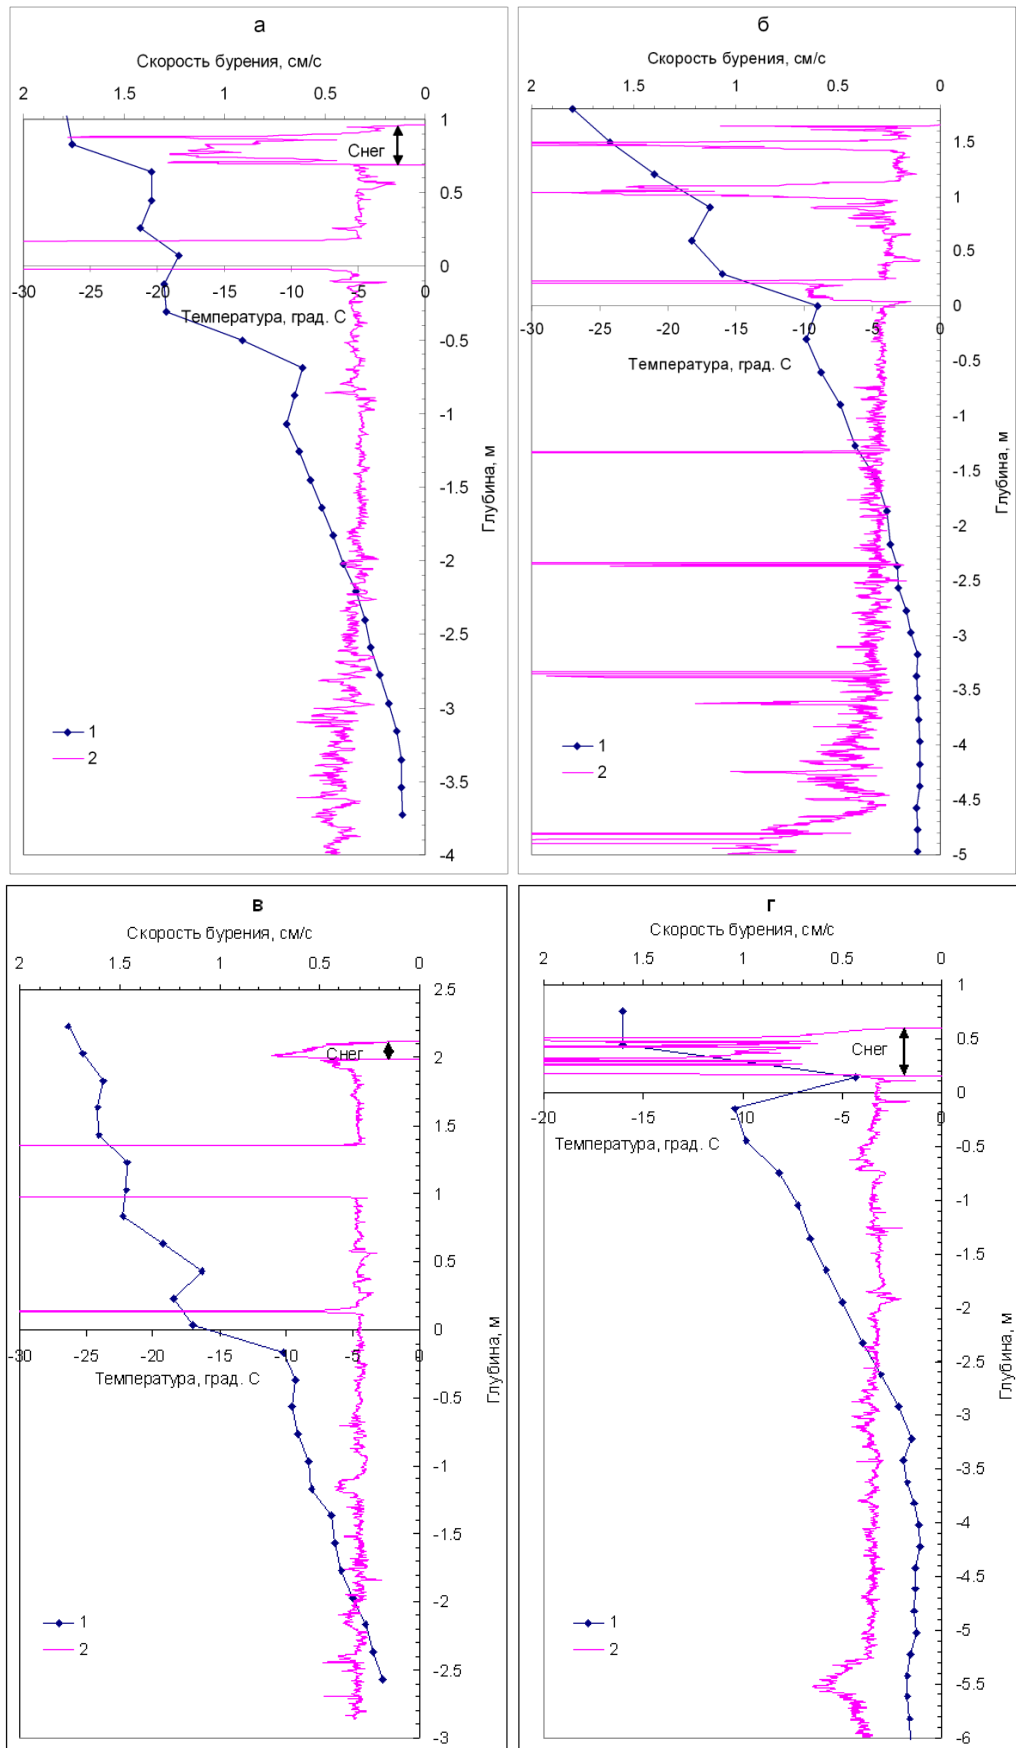 а
Скорость бурения, см/с
2 1.5 1 0.5 0
1
Снег
0.5
0
-30 -25 -20 -15 -10 -5 0
Температура, град. С
-0.5
-1
-1.5
-2
-2.5
-3
-3.5
-4
Глубина, м
1
2
б
Скорость бурения, см/с
2 1.5 1 0.5 0
1.5
1
0.5
0
-30 -25 -20 -15 -10 -5 0
Температура, град. С
-0.5
-1
-1.5
-2
-2.5
-3
-3.5
-4
-4.5
-5
Глубина, м
1
2
в
Скорость бурения, см/с
2 1.5 1 0.5 0
2.5
Снег
2
1.5
1
0.5
0
-30 -25 -20 -15 -10 -5 0
Температура, град. С
-0.5
-1
-1.5
-2
-2.5
-3
Глубина, м
1
2
г
Скорость бурения, см/с
2 1.5 1 0.5 0
1
0.5
Снег
0
-20 -15 -10 -5 0
Температура, град. С
-0.5
-1
-1.5
-2
-2.5
-3
-3.5
-4
-4.5
-5
-5.5
-6
Глубина, м
1
2